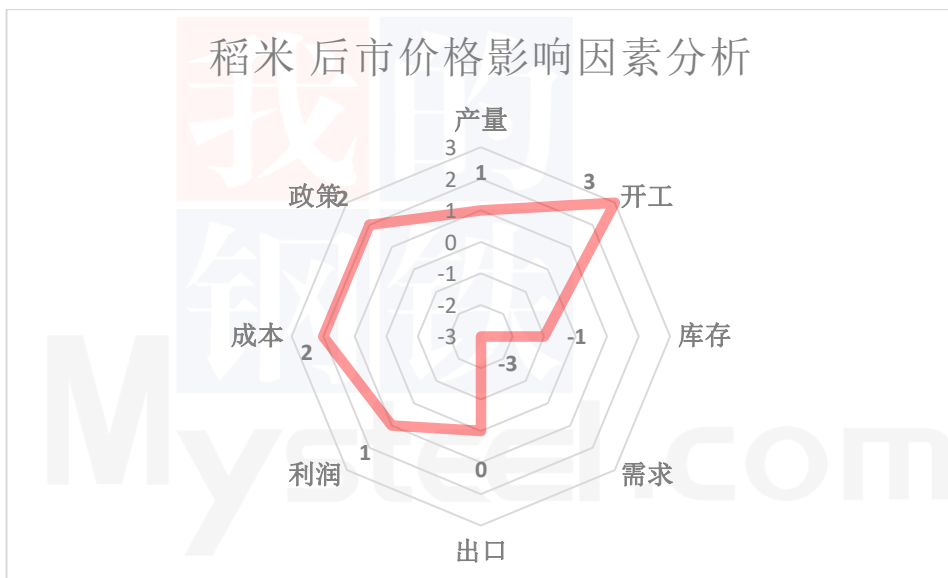 稻米 后市价格影响因素分析
产量
3
1
3
2
政策
2
开工
1
0
-1
-2
成本
-3
-1
库存
2
-3
1
利润
0
需求
出口
我的
钢铁
Mysteel.com